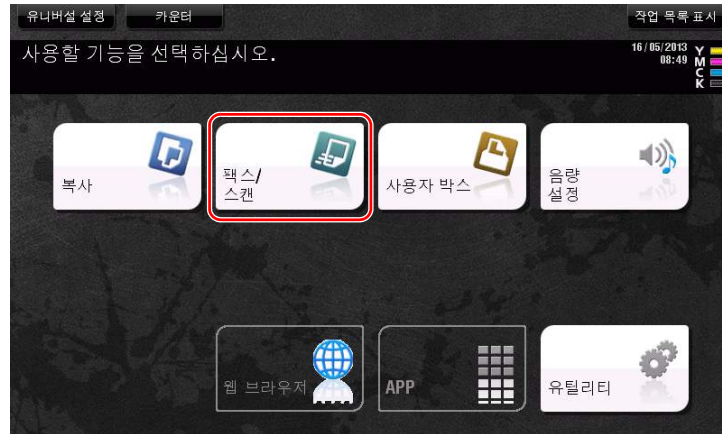 유니버설 설정 카운터 작업 목록 표시
사용할 기능을 선택하십시오.
16/05/2013
08:49
Y
M
C
K
복사
팩스/
스캔
사용자 박스
음량
설정
웹 브라우저
APP
유틸리티